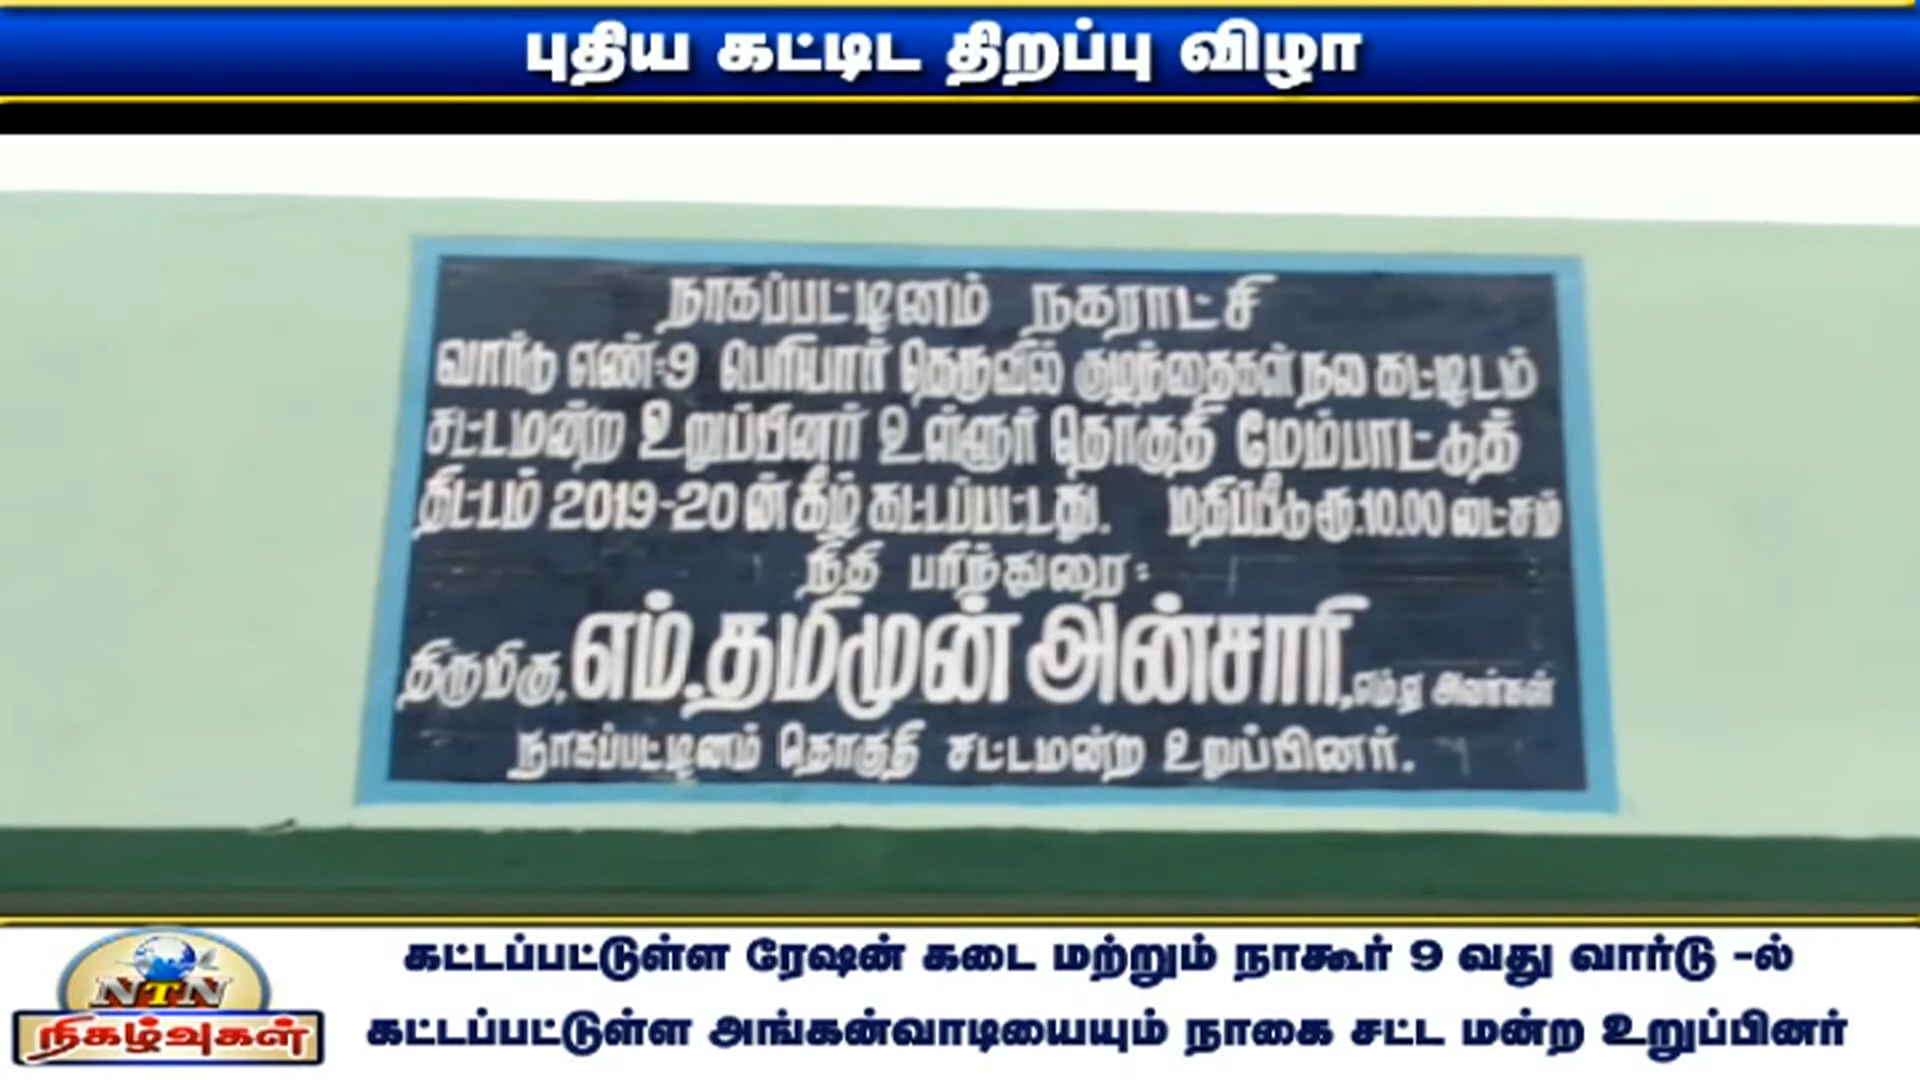 புதிய கட்டிட திறப்பு விழா
நாகப்பட்டினம் நகராட்சி
வார்டு எண்:9 பெரியார் தெருவில் குழந்தைகள் நல கட்டிடம்
சட்டமன்ற உறுப்பினர் உள்ளூர் தொகுதி மேம்பாட்டுத்
திட்டம் 2019-20 ன் கீழ் கட்டப்பட்டது. மதிப்பீடு ரூ.10.00 லட்சம்
நிதி பரிந்துரை:
திருமிகு. எம்.தமிமுன் அன்சாரி, எம்.ஏ அவர்கள்
நாகப்பட்டினம் தொகுதி சட்டமன்ற உறுப்பினர்.
கட்டப்பட்டுள்ள ரேஷன் கடை மற்றும் நாகூர் 9 வது வார்டு -ல்
கட்டப்பட்டுள்ள அங்கன்வாடியையும் நாகை சட்ட மன்ற உறுப்பினர்
NTN
நிகழ்வுகள்